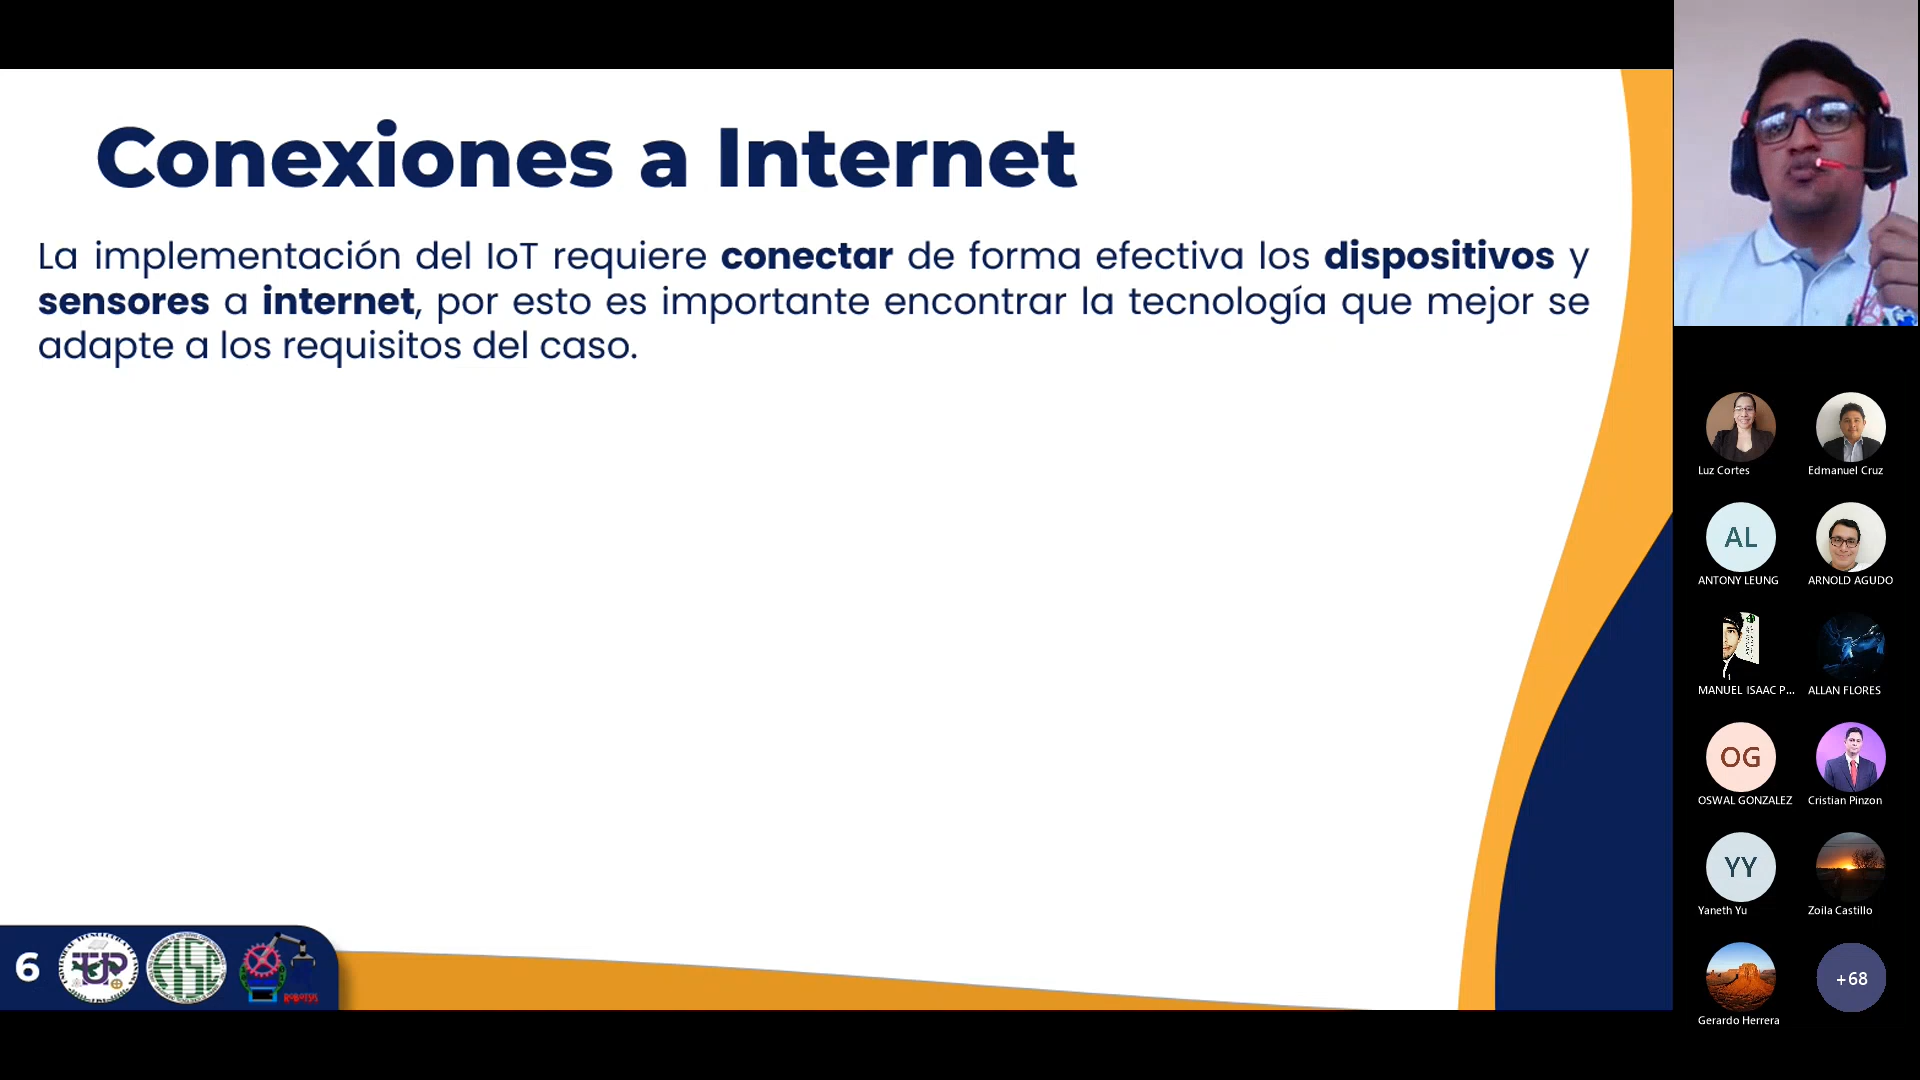 Conexiones a Internet
La implementación del IoT requiere conectar de forma efectiva los dispositivos y
sensores a internet, por esto es importante encontrar la tecnología que mejor se
adapte a los requisitos del caso.
6
UTP
FISC
ROBOTSIS
Luz Cortes
Edmanuel Cruz
AL
ANTONY LEUNG
ARNOLD AGUDO
MANUEL ISAAC P...
ALLAN FLORES
OG
OSWAL GONZALEZ
Cristian Pinzon
YY
Yaneth Yu
Zoila Castillo
Gerardo Herrera
+68